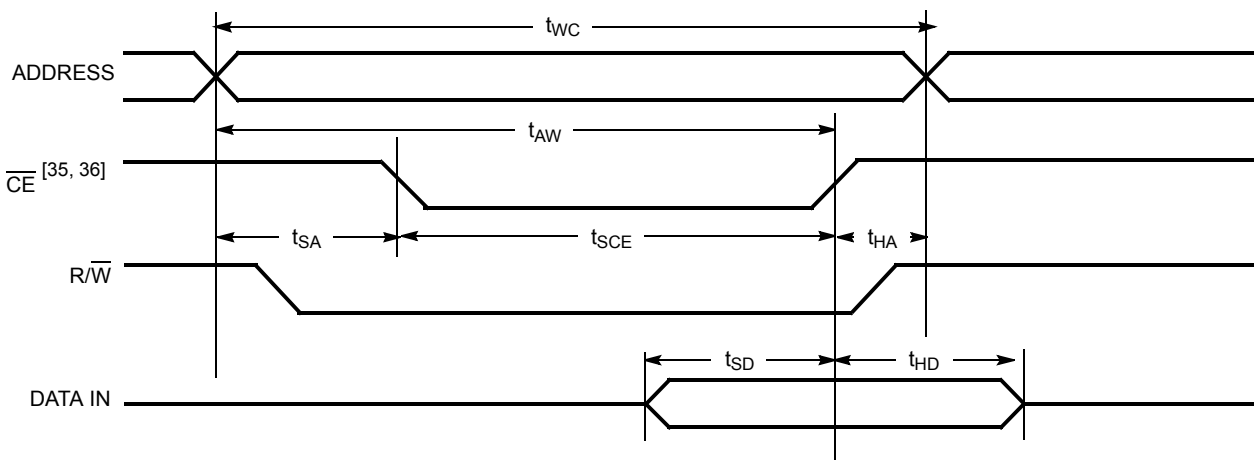 tWC
ADDRESS
tAW
CE [35, 36]
tSA
tSCE
tHA
R/W
tSD
tHD
DATA IN